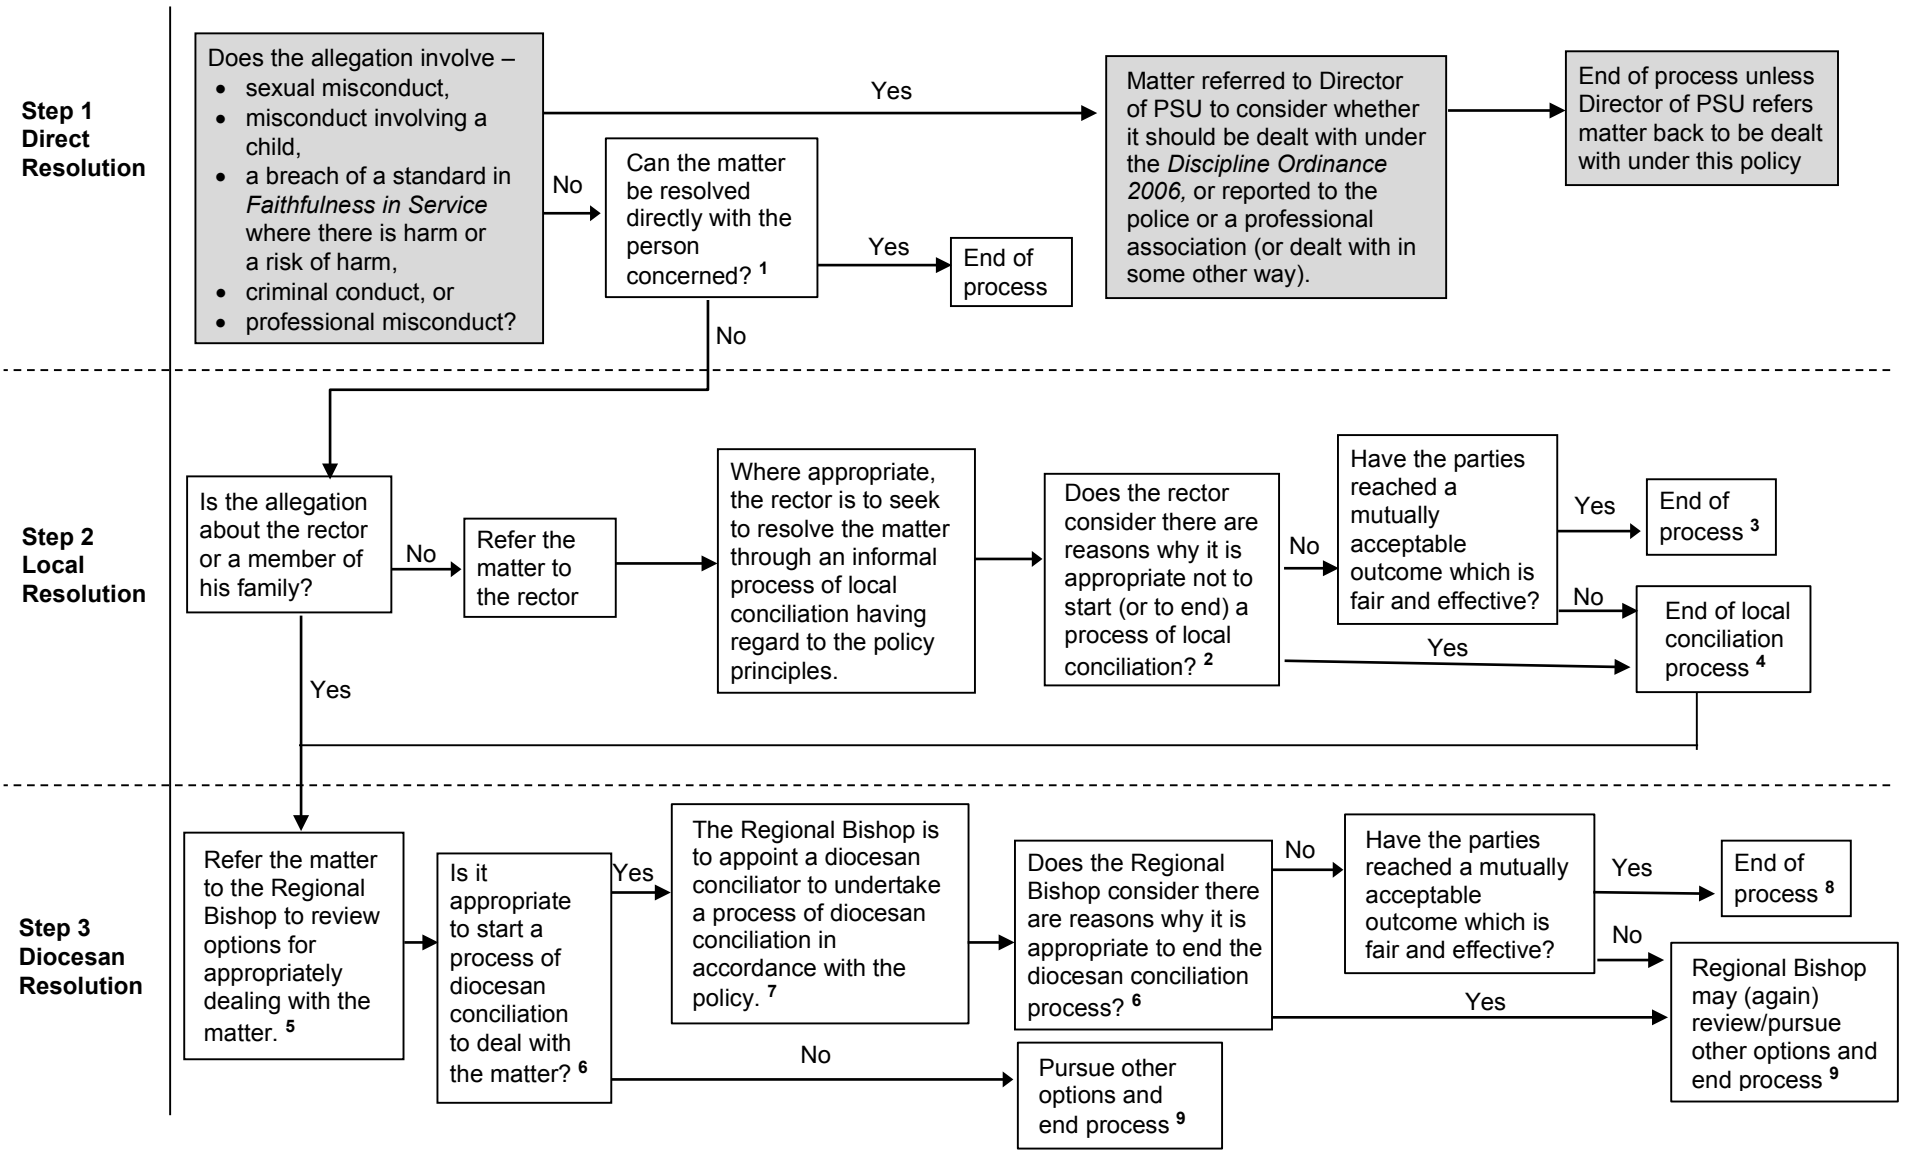 Step 1
Direct
Resolution
Does the allegation involve –
• sexual misconduct,
• misconduct involving a
child,
• a breach of a standard in
Faithfulness in Service
where there is harm or
a risk of harm,
• criminal conduct, or
• professional misconduct?
Yes
No
Can the matter
be resolved
directly with the
person
concerned? 1
Yes
End of
process
No
Matter referred to Director
of PSU to consider whether
it should be dealt with under
the Discipline Ordinance
2006, or reported to the
police or a professional
association (or dealt with in
some other way).
End of process unless
Director of PSU refers
matter back to be dealt
with under this policy
Step 2
Local
Resolution
Is the allegation
about the rector
or a member of
his family?
No
Yes
Refer the
matter to
the rector
Where appropriate,
the rector is to seek
to resolve the matter
through an informal
process of local
conciliation having
regard to the policy
principles.
Does the rector
consider there are
reasons why it is
appropriate not to
start (or to end) a
process of local
conciliation? 2
No
Yes
Have the parties
reached a
mutually
acceptable
outcome which is
fair and effective?
Yes
No
End of
process 3
End of local
conciliation
process 4
Step 3
Diocesan
Resolution
Refer the matter
to the Regional
Bishop to review
options for
appropriately
dealing with the
matter. 5
Is it
appropriate
to start a
process of
diocesan
conciliation
to deal with
the matter? 6
Yes
No
The Regional Bishop is
to appoint a diocesan
conciliator to undertake
a process of diocesan
conciliation in
accordance with the
policy. 7
Pursue other
options and
end process 9
Does the Regional
Bishop consider there
are reasons why it is
appropriate to end the
diocesan conciliation
process? 6
No
Yes
Have the parties
reached a mutually
acceptable
outcome which is
fair and effective?
Yes
No
End of
process 8
Regional Bishop
may (again)
review/pursue
other options and
end process 9